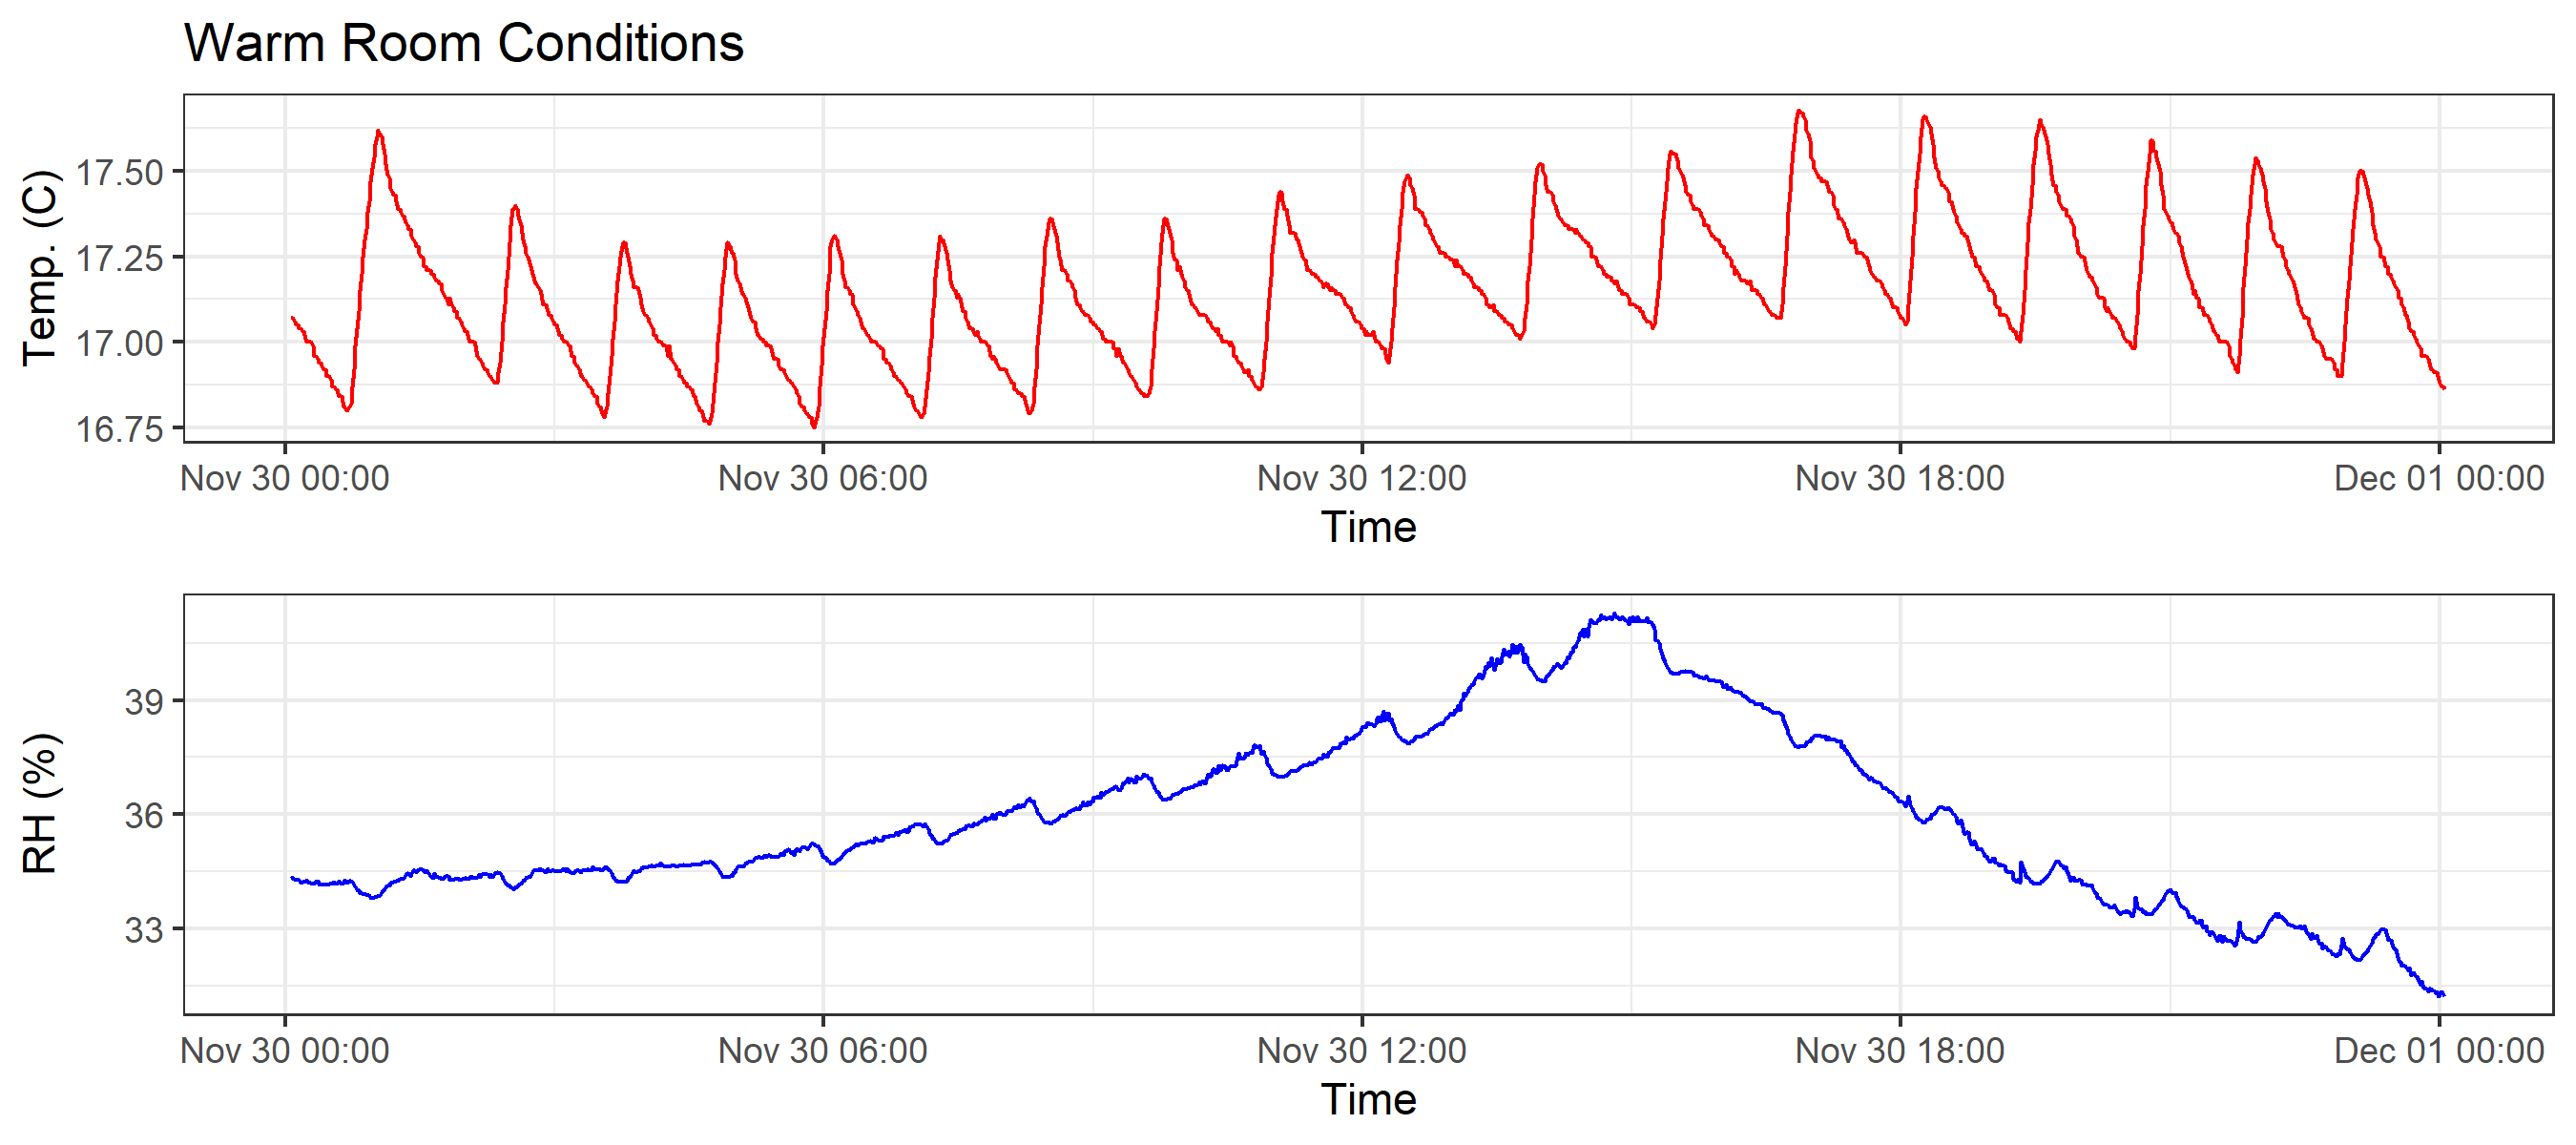 Warm Room Conditions
Temp. (C)
17.50
17.25
17.00
16.75
Nov 30 00:00 Nov 30 06:00 Nov 30 12:00 Nov 30 18:00 Dec 01 00:00
Time
RH (%)
39
36
33
Nov 30 00:00 Nov 30 06:00 Nov 30 12:00 Nov 30 18:00 Dec 01 00:00
Time